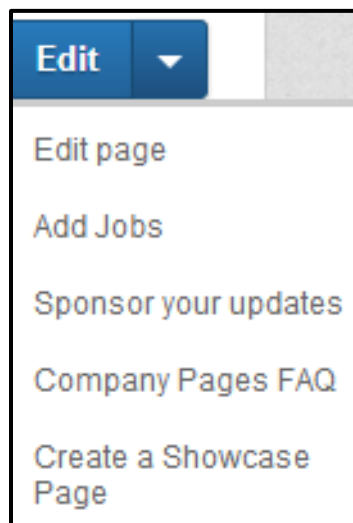 Edit
Edit page
Add Jobs
Sponsor your updates
Company Pages FAQ
Create a Showcase
Page